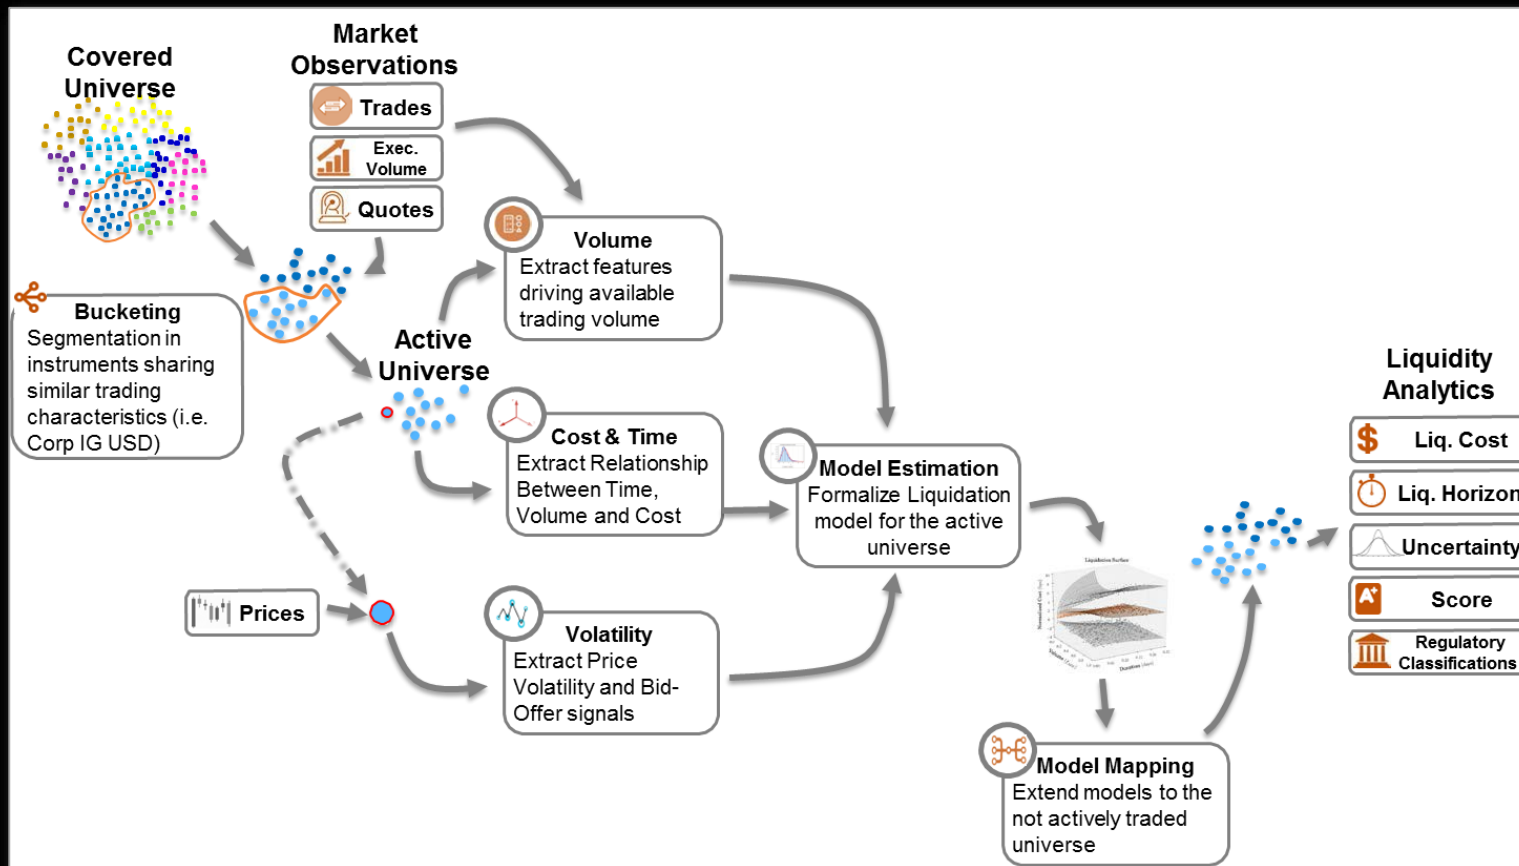 Covered
Universe
Market
Observations
Trades
Exec.
Volume
Quotes
Bucketing
Segmentation in
instruments sharing
similar trading
characteristics (i.e.
Corp IG USD)
Active
Universe
Volume
Extract features
driving available
trading volume
Cost & Time
Extract Relationship
Between Time,
Volume and Cost
Prices
Volatility
Extract Price
Volatility and Bid-
Offer signals
Model Estimation
Formalize Liquidation
model for the active
universe
Liquidation Surface
Model Mapping
Extend models to the
not actively traded
universe
Liquidity
Analytics
$
Liq. Cost
Liq. Horizon
Uncertainty
A+
Score
Regulatory
Classifications